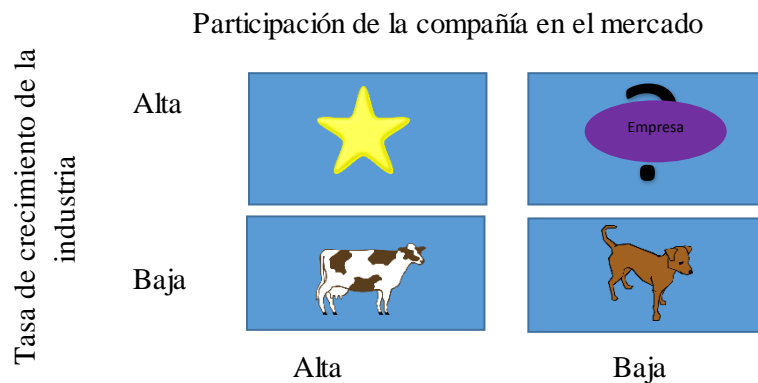 Participación de la compañía en el mercado
Tasa de crecimiento de la
industria
Alta
?
Empresa
Baja
Alta
Baja